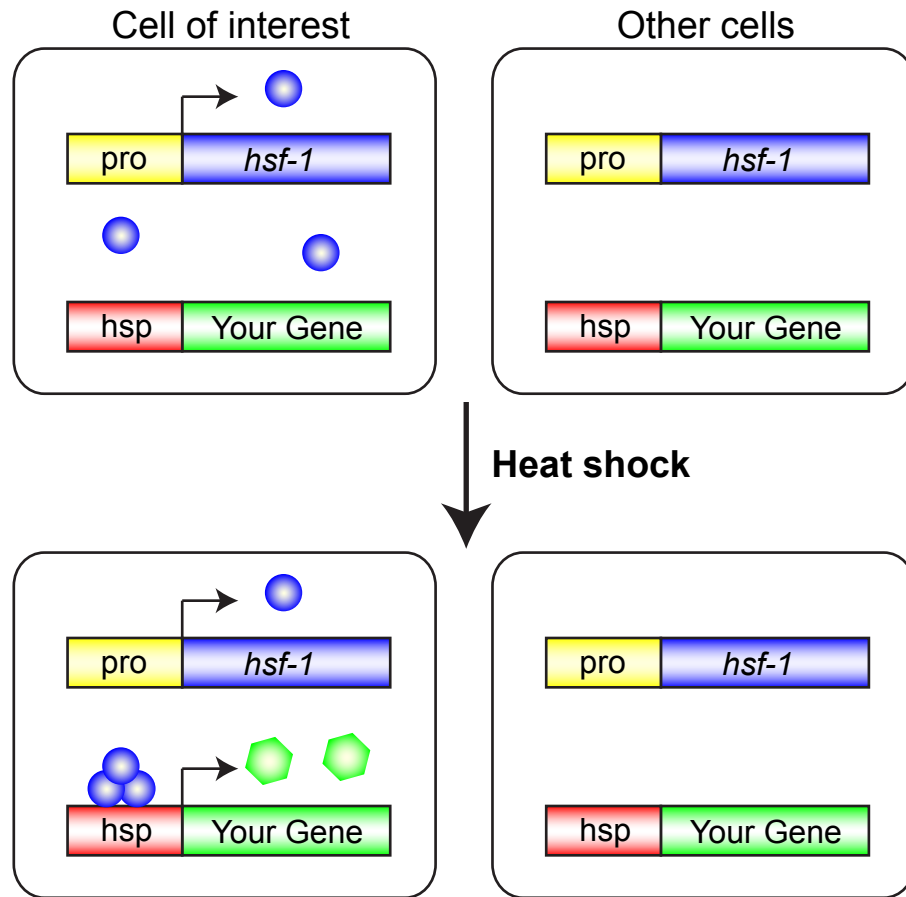 Cell of interest
Other cells
pro hsf-1
pro hsf-1
hsp Your Gene
hsp Your Gene
Heat shock
pro hsf-1
pro hsf-1
hsp Your Gene
hsp Your Gene